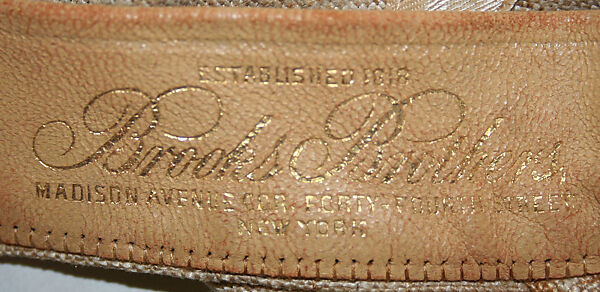 ESTABLISHED 1818
Brooks Brothers,
MADISON AVENUE COR. FORTY-FOURTH STREET
NEW YORK